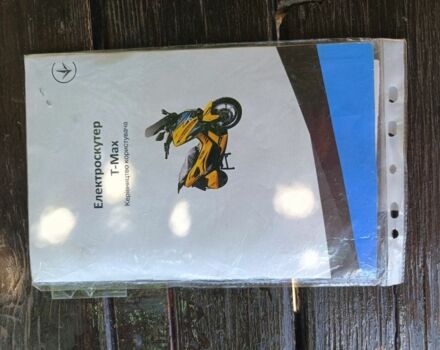 Електроскутер
T-Max
Керівництво користувача